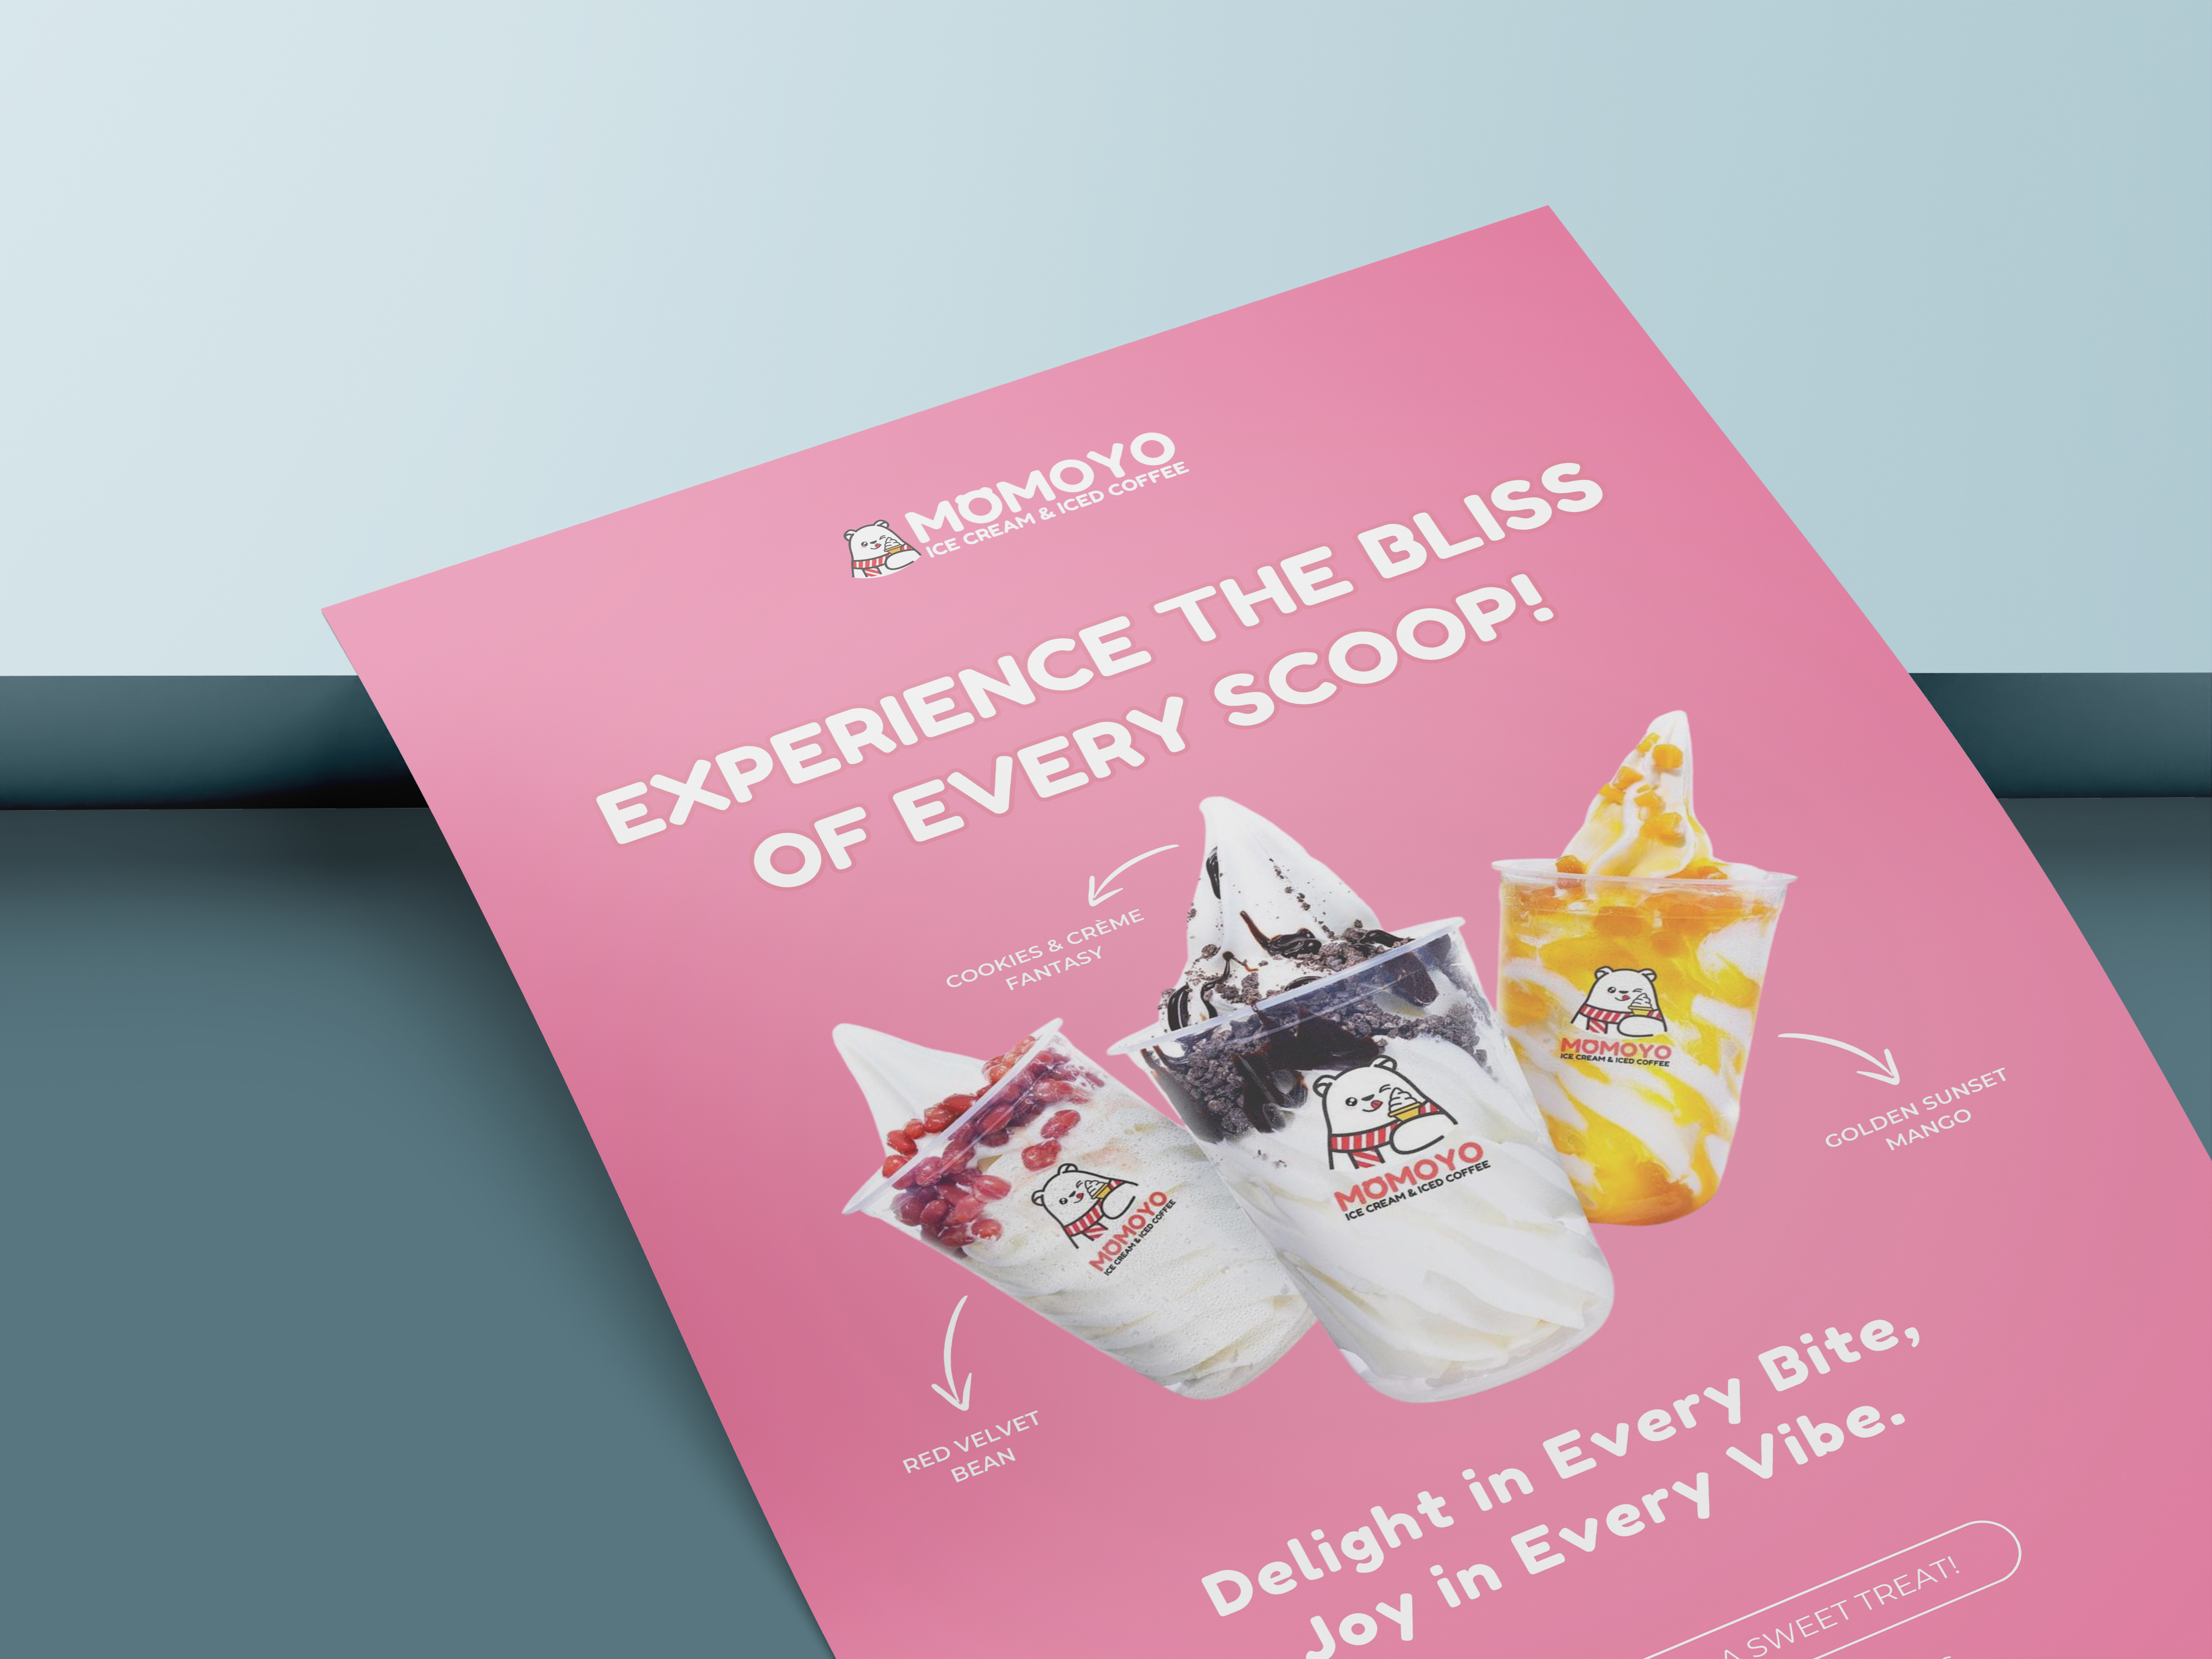 MOMOYO
ICE CREAM & ICED COFFEE
EXPERIENCE THE BLISS
OF EVERY SCOOP!
COOKIES & CRÈME
FANTASY
MOMOYO
ICE CREAM & ICED COFFEE
GOLDEN SUNSET
MANGO
MOMOYO
ICE CREAM & ICED COFFEE
MOMOYO
ICE CREAM & ICED COFFEE
RED VELVET
BEAN
Delight in Every Bite,
Joy in Every Vibe.
A SWEET TREAT!